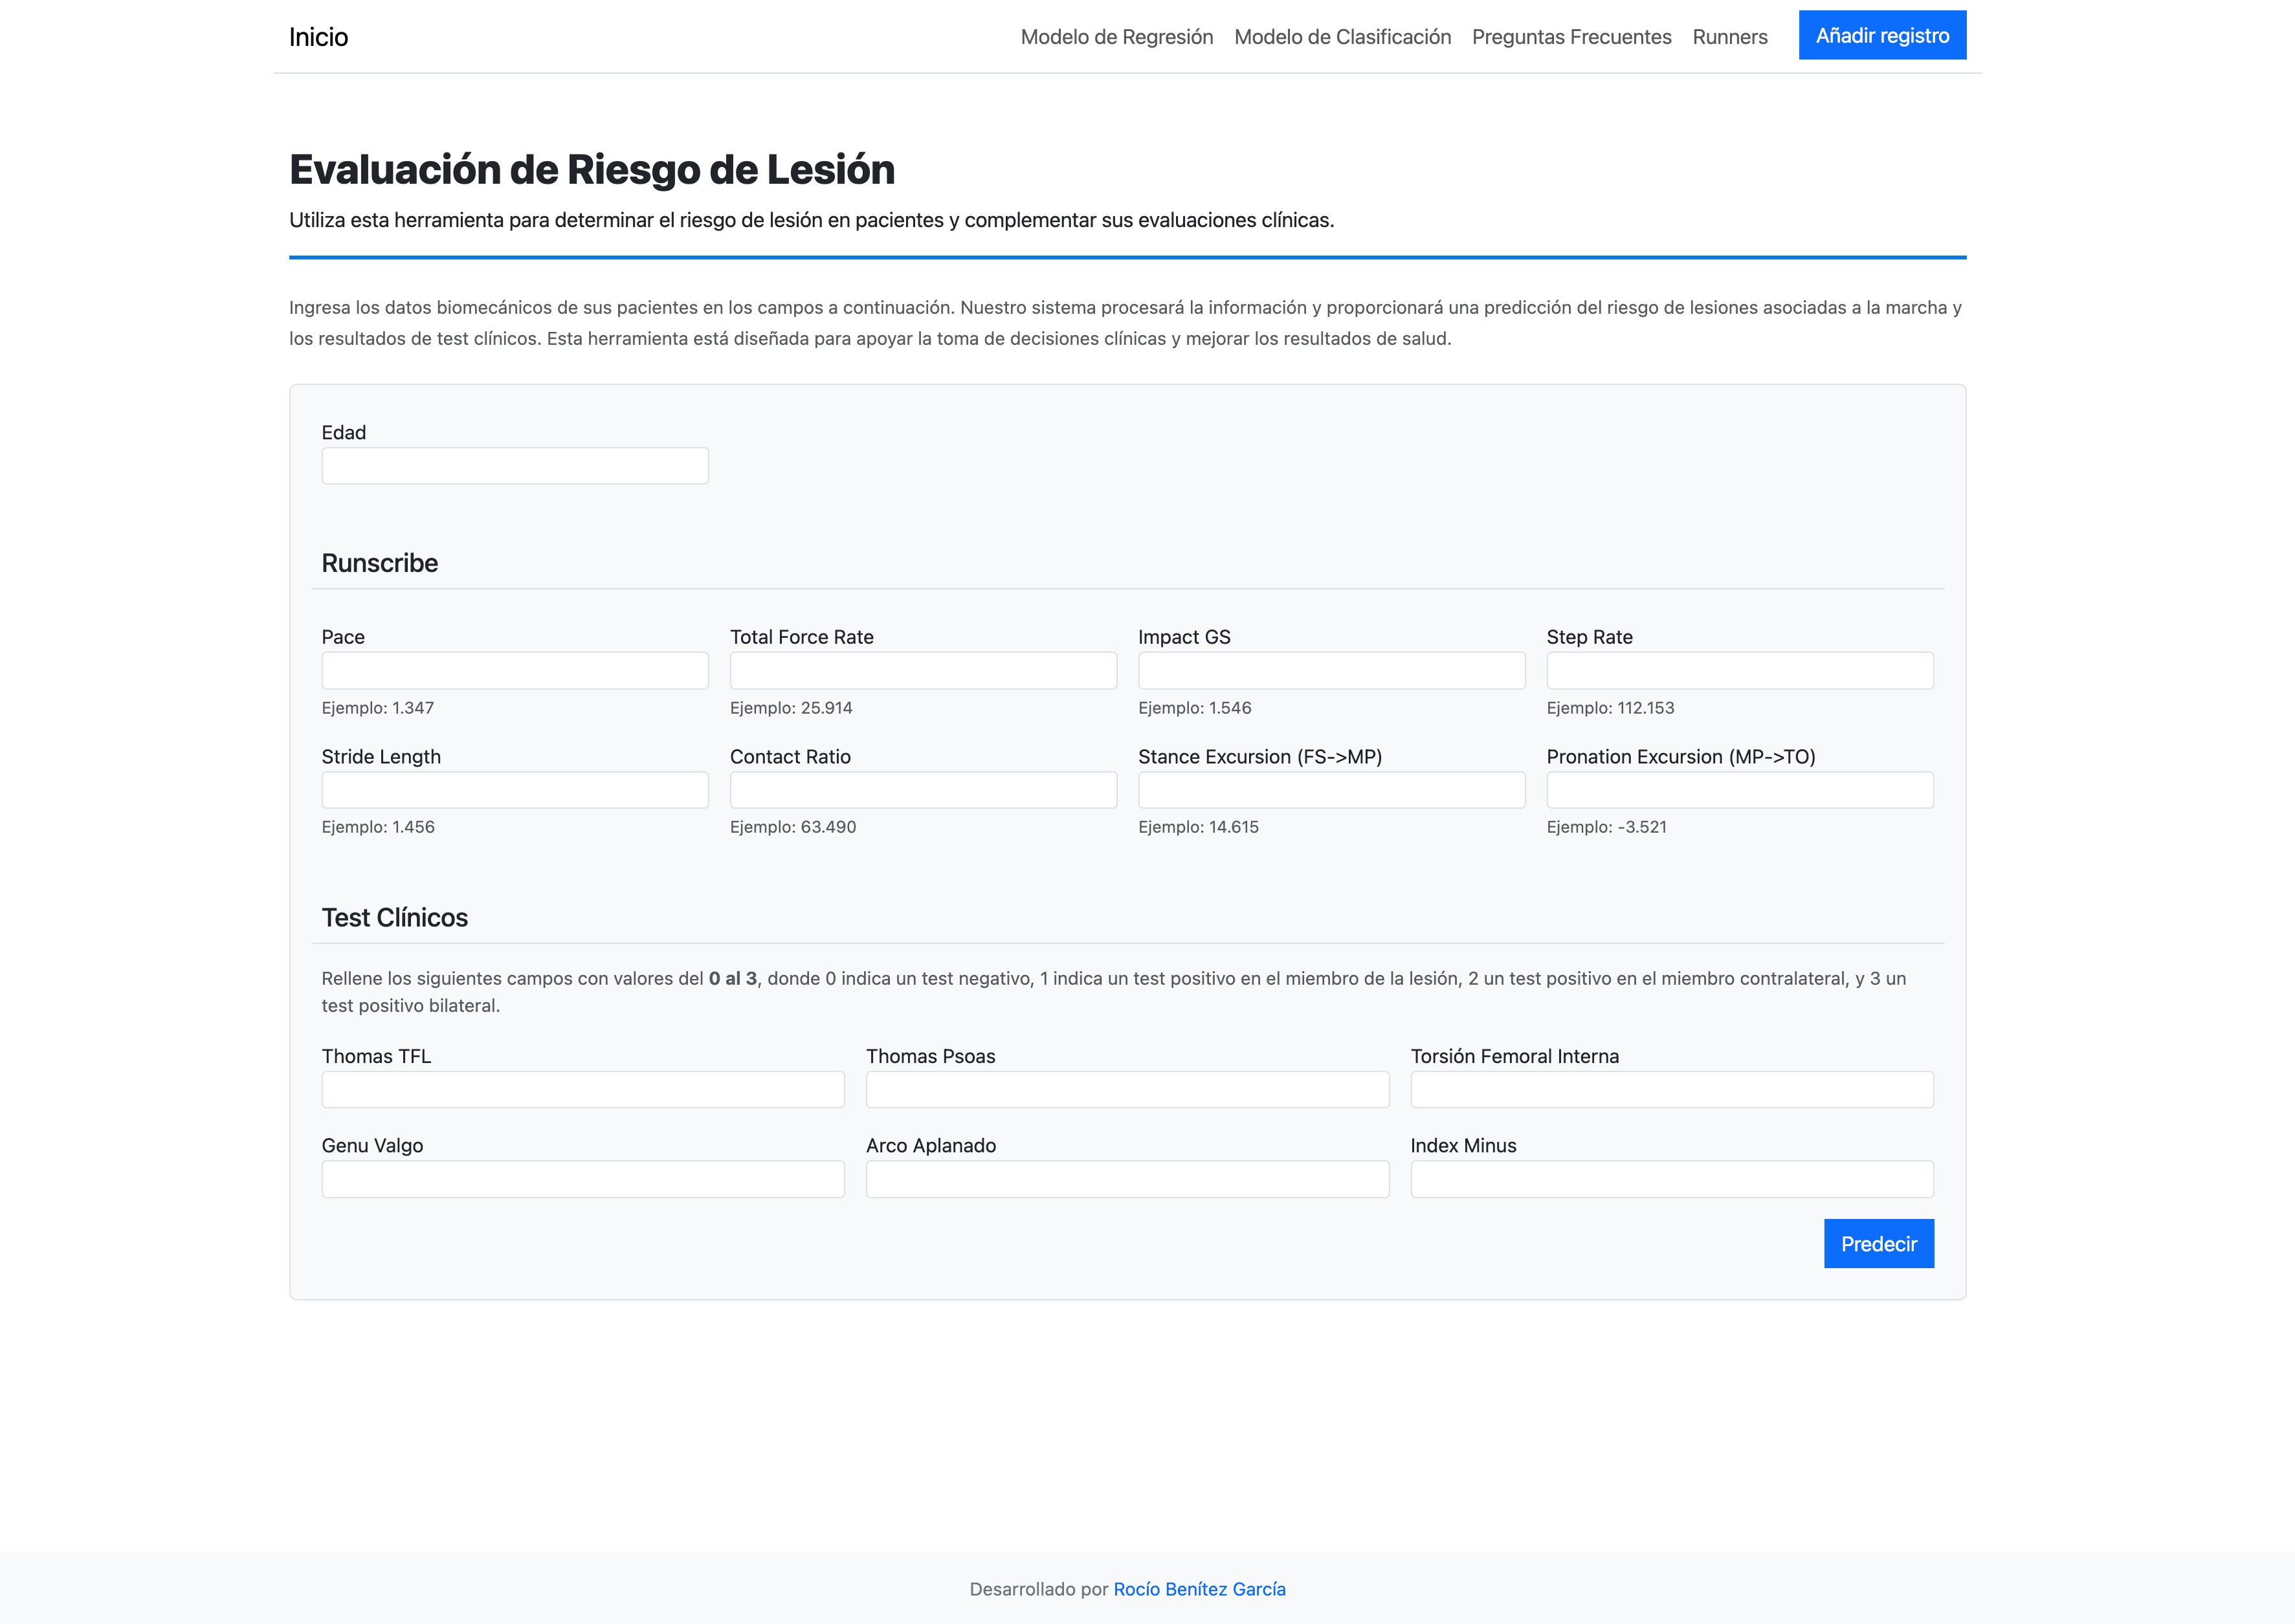 Inicio
Modelo de Regresión
Modelo de Clasificación
Preguntas Frecuentes
Runners
Añadir registro
Evaluación de Riesgo de Lesión
Utiliza esta herramienta para determinar el riesgo de lesión en pacientes y complementar sus evaluaciones clínicas.
Ingresa los datos biomecánicos de sus pacientes en los campos a continuación. Nuestro sistema procesará la información y proporcionará una predicción del riesgo de lesiones asociadas a la marcha y
los resultados de test clínicos. Esta herramienta está diseñada para apoyar la toma de decisiones clínicas y mejorar los resultados de salud.
Edad
Runscribe
Pace
Total Force Rate
Impact GS
Step Rate
Ejemplo: 1.347
Ejemplo: 25.914
Ejemplo: 1.546
Ejemplo: 112.153
Stride Length
Contact Ratio
Stance Excursion (FS->MP)
Pronation Excursion (MP->TO)
Ejemplo: 1.456
Ejemplo: 63.490
Ejemplo: 14.615
Ejemplo: -3.521
Test Clínicos
Rellene los siguientes campos con valores del 0 al 3, donde 0 indica un test negativo, 1 indica un test positivo en el miembro de la lesión, 2 un test positivo en el miembro contralateral, y 3 un
test positivo bilateral.
Thomas TFL
Thomas Psoas
Torsión Femoral Interna
Genu Valgo
Arco Aplanado
Index Minus
Predecir
Desarrollado por Rocío Benítez García